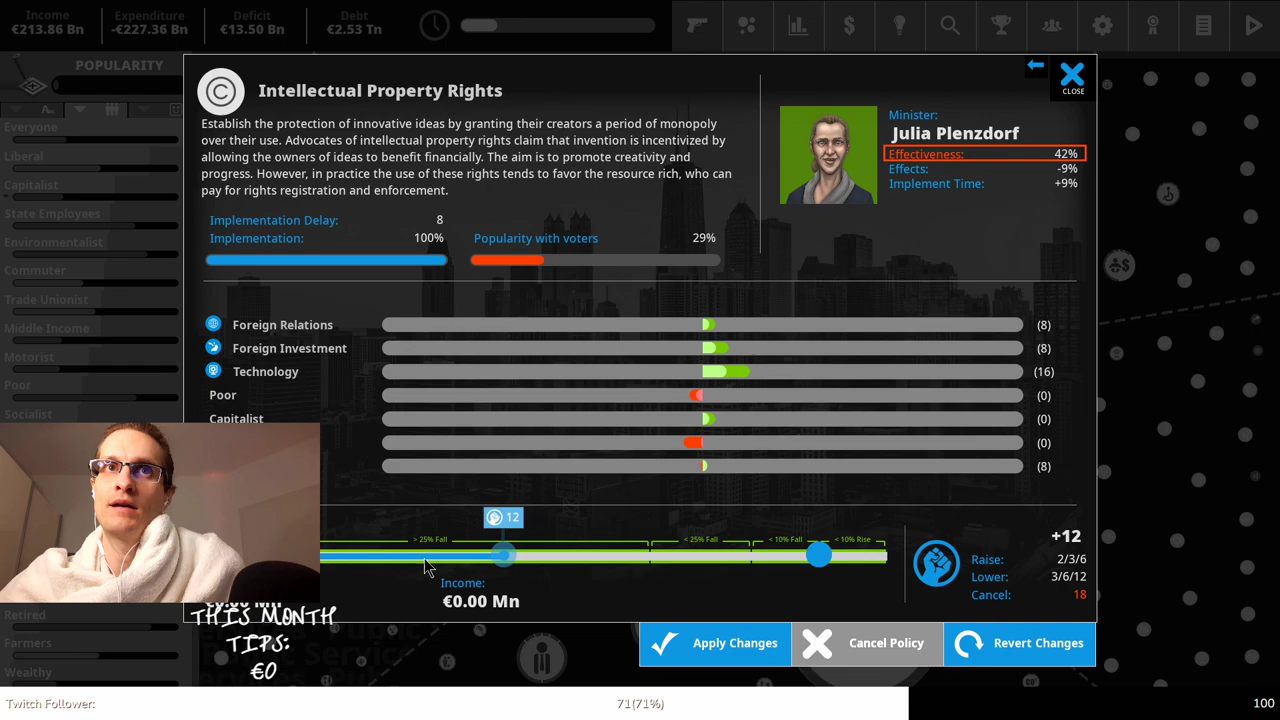 Income Expenditure Deficit Debt
€213.86 Bn -€227.36 Bn €13.50 Bn €2.53 Tn
POPULARITY
Everyone
Liberal
Capitalist
State Employees
Environmentalist
Commuter
Trade Unionist
Middle Income
Motorist
Poor
Socialist
Retired
Farmers
Wealthy
Intellectual Property Rights
CLOSE
Establish the protection of innovative ideas by granting their creators a period of monopoly
over their use. Advocates of intellectual property rights claim that invention is incentivized by
allowing the owners of ideas to benefit financially. The aim is to promote creativity and
progress. However, in practice the use of these rights tends to favor the resource rich, who can
pay for rights registration and enforcement.
Minister:
Julia Plenzdorf
Effectiveness: 42%
Effects: -9%
Implement Time: +9%
Implementation Delay: 8
Implementation: 100%
Popularity with voters 29%
Foreign Relations (8)
Foreign Investment (8)
Technology (16)
Poor (0)
Capitalist (0)
(0)
(8)
12
> 25% Fall < 25% Fall < 10% Fall < 10% Rise
Income:
€0.00 Mn
+12
Raise: 2/3/6
Lower: 3/6/12
Cancel: 18
THIS MONTH
TIPS:
€0
Apply Changes Cancel Policy Revert Changes
Twitch Follower: 71(71%) 100